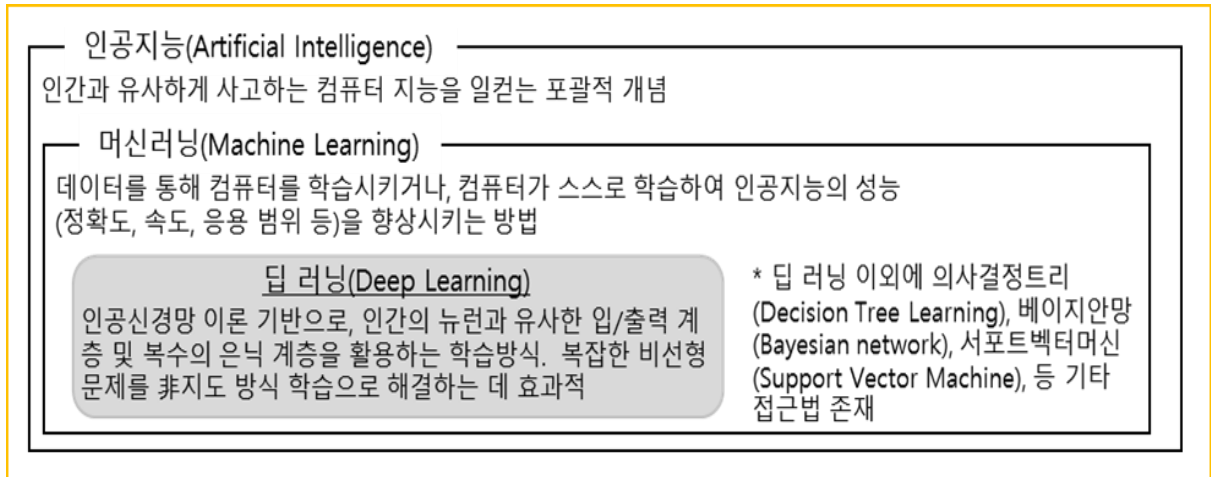 인공지능(Artificial Intelligence)
인간과 유사하게 사고하는 컴퓨터 지능을 일컫는 포괄적 개념
머신러닝(Machine Learning)
데이터를 통해 컴퓨터를 학습시키거나, 컴퓨터가 스스로 학습하여 인공지능의 성능
(정확도, 속도, 응용 범위 등)을 향상시키는 방법
딥 러닝(Deep Learning)
인공신경망 이론 기반으로, 인간의 뉴런과 유사한 입/출력 계
층 및 복수의 은닉 계층을 활용하는 학습방식. 복잡한 비선형
문제를 非지도 방식 학습으로 해결하는 데 효과적
* 딥 러닝 이외에 의사결정트리
(Decision Tree Learning), 베이지안망
(Bayesian network), 서포트벡터머신
(Support Vector Machine), 등 기타
접근법 존재